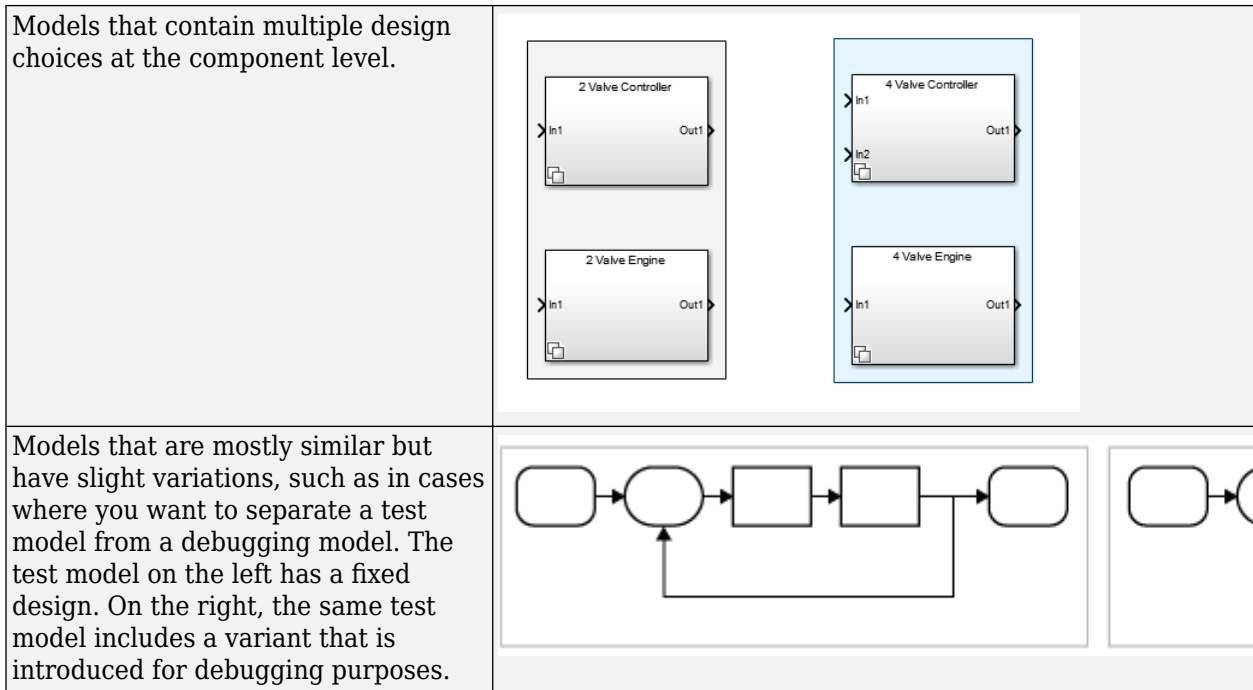 Models that contain multiple design
choices at the component level.
2 Valve Controller
In1
Out1
2 Valve Engine
In1
Out1
4 Valve Controller
In1
Out1
In2
4 Valve Engine
In1
Out1
Models that are mostly similar but
have slight variations, such as in cases
where you want to separate a test
model from a debugging model. The
test model on the left has a fixed
design. On the right, the same test
model includes a variant that is
introduced for debugging purposes.